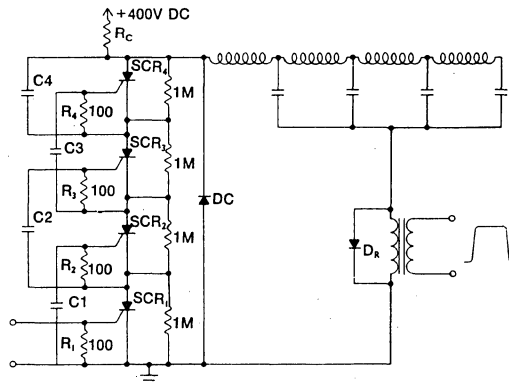 +400V DC
RC
C4
SCR4
1M
R4
100
C3
SCR3
1M
R3
100
C2
DC
SCR2
1M
R2
100
DR
C1
SCR1
1M
R1
100